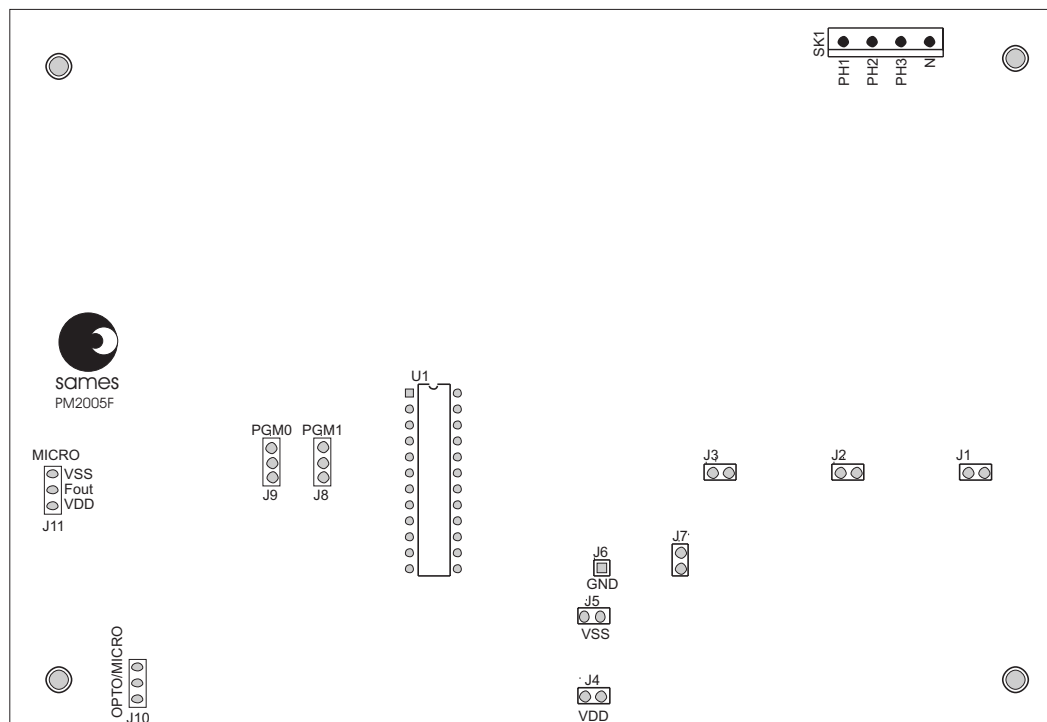 SK1
PH1
PH2
PH3
N
sames
PM2005F
U1
PGM0
PGM1
J9
J8
MICRO
VSS
Fout
VDD
J11
J3
J2
J1
J7
J6
GND
J5
VSS
OPTO/MICRO
J10
J4
VDD